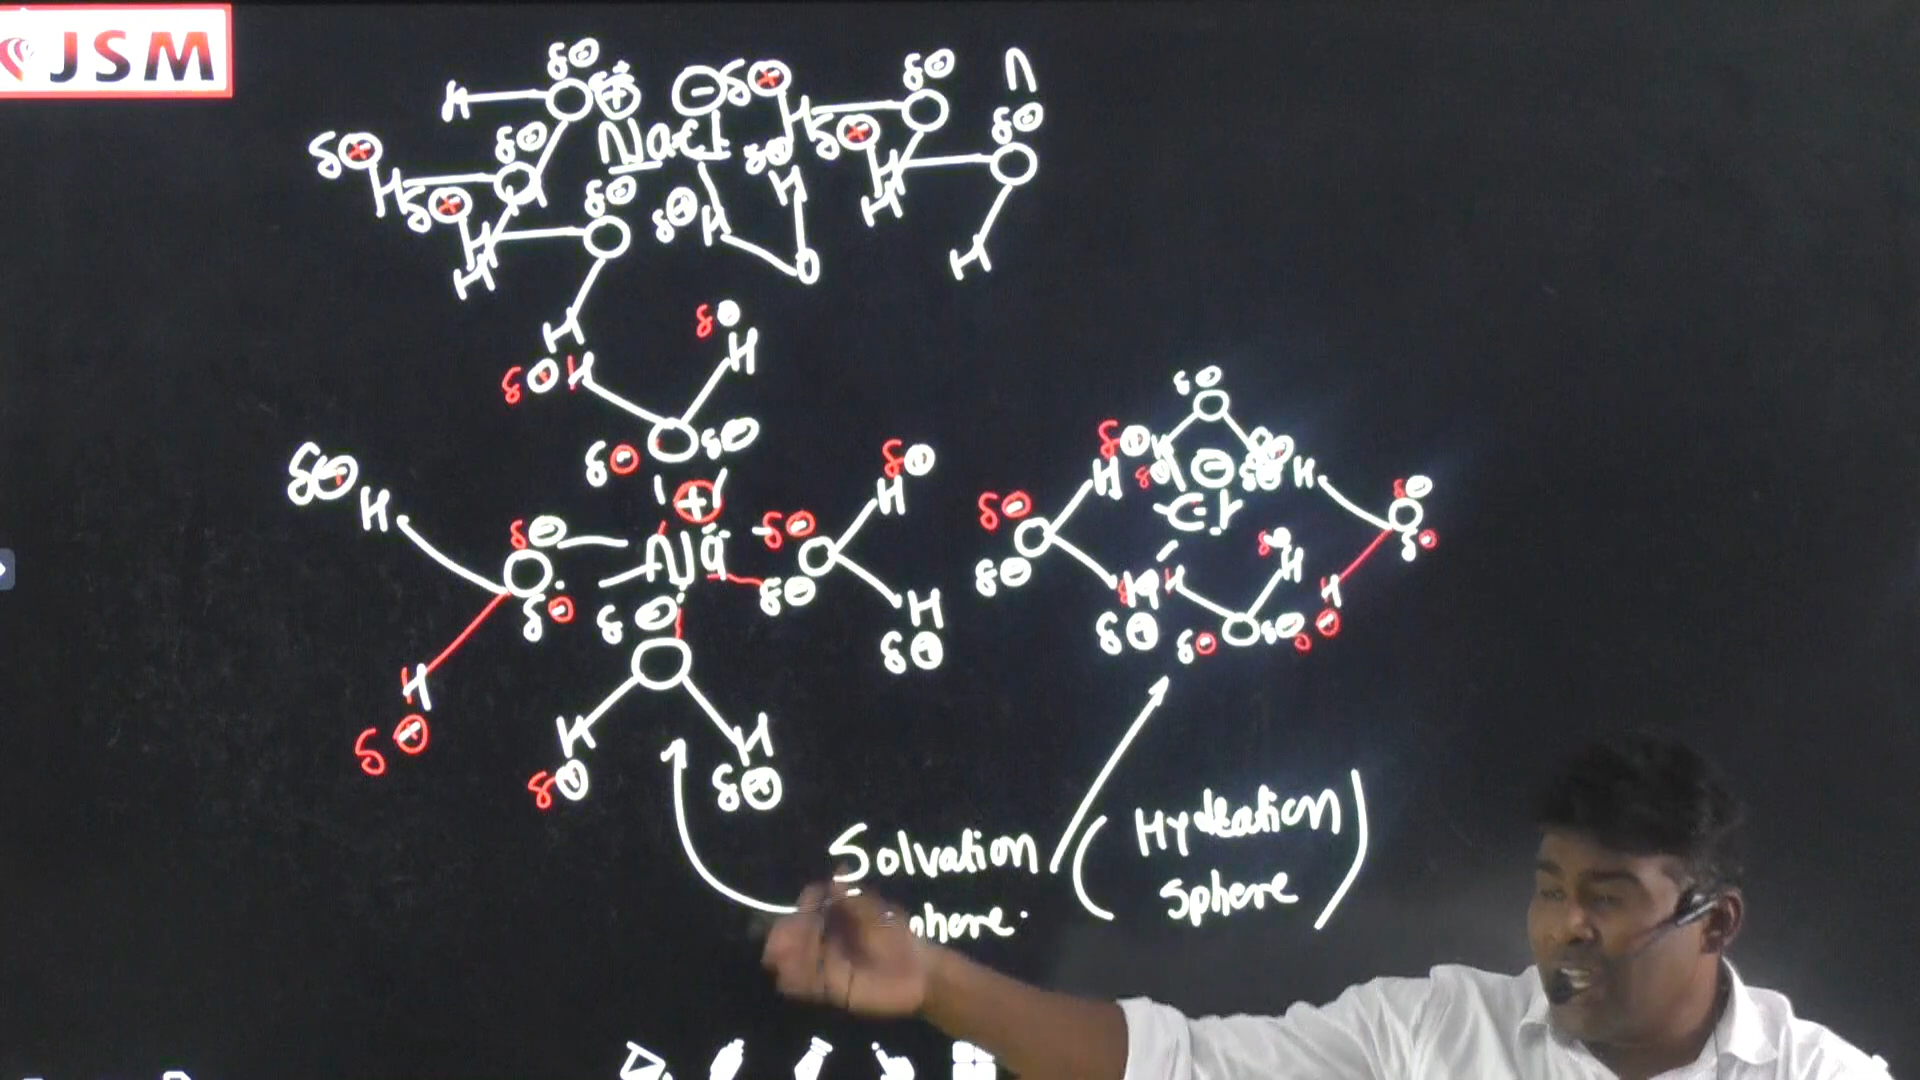 JSM
δ⊖
H O
⊕ ⊖ δ⊕ H
δ⊖
O
NaCl
δ⊖
δ⊕ H
O
δ⊖
δ⊕ H
δ⊖
O
δ⊕ H
H
δ⊖
O
H
H
δ⊖
O
H
δ⊕ H
H
O
H
H
δ⊕ H
H
O
δ⊖ δ⊖
⊕
Na
δ⊕ H
δ⊖
O
δ⊖
H
δ⊕
δ⊖
O
δ⊖
δ⊕
H
H
δ⊕
δ⊖
O
H H
δ⊕ δ⊕
δ⊖
O
⊖
Cl
δ⊕
H
δ⊖
O
δ⊖
H
δ⊕
H
O
δ⊖ δ⊖
H
H
δ⊖
O
δ⊖
H
δ⊕
Solvation
(Hydration
sphere)